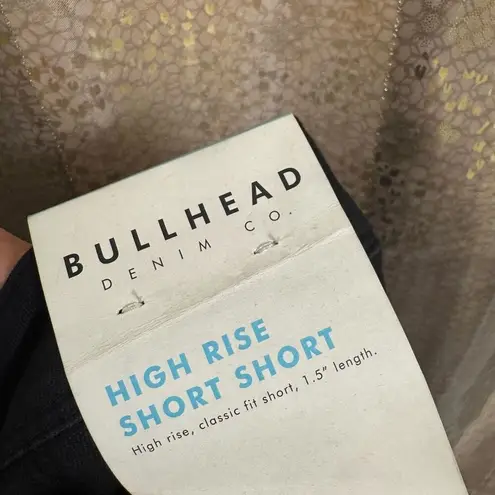 BULLHEAD
DENIM CO.
HIGH RISE
SHORT SHORT
High rise, classic fit short, 1.5" length.